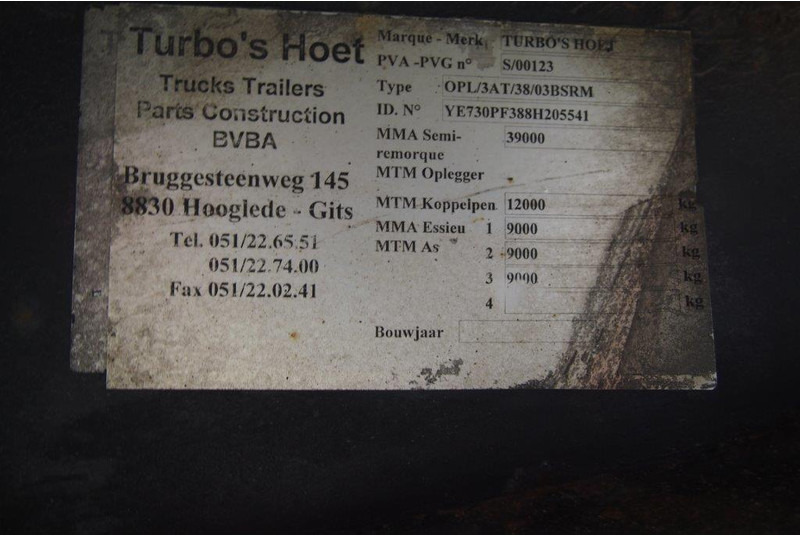 Turbo's Hoet
Trucks Trailers
Parts Construction
BVBA
Bruggesteenweg 145
8830 Hooglede - Gits
Tel. 051/22.65.51
051/22.74.00
Fax 051/22.02.41
Marque - Merk TURBO'S HOET
PVA -PVG n° S/00123
Type OPL/3AT/38/03BSRM
ID. N° YE730PF388H205541
MMA Semi- 39000
remorque
MTM Oplegger
MTM Koppelpen 12000 kg
MMA Essieu 1 9000 kg
MTM As 2 9000 kg
3 9000 kg
4 kg
Bouwjaar